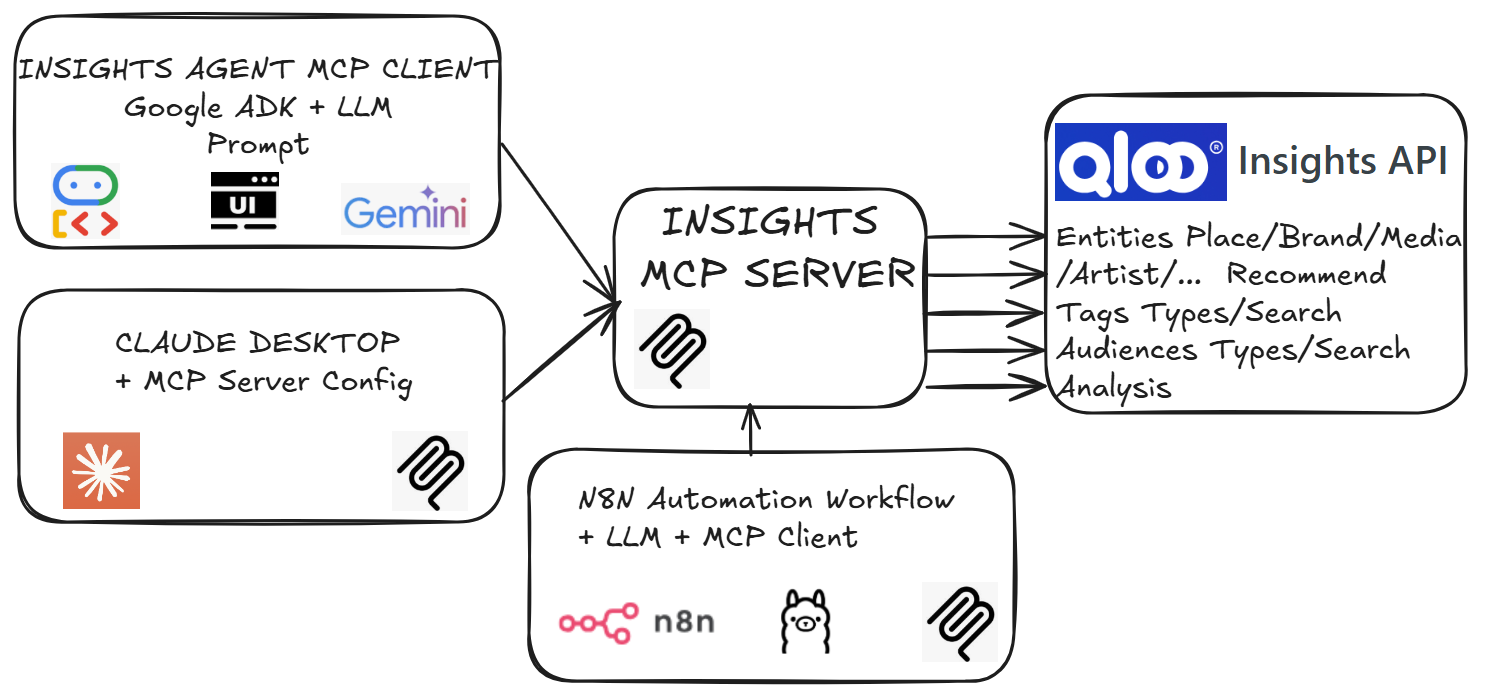 INSIGHTS AGENT MCP CLIENT
Google ADK + LLM
Prompt
UI
Gemini
CLAUDE DESKTOP
+ MCP Server Config
INSIGHTS
MCP SERVER
N8N Automation Workflow
+ LLM + MCP Client
n8n
Qloo® Insights API
Entities Place/Brand/Media
/Artist/... Recommend
Tags Types/Search
Audiences Types/Search
Analysis